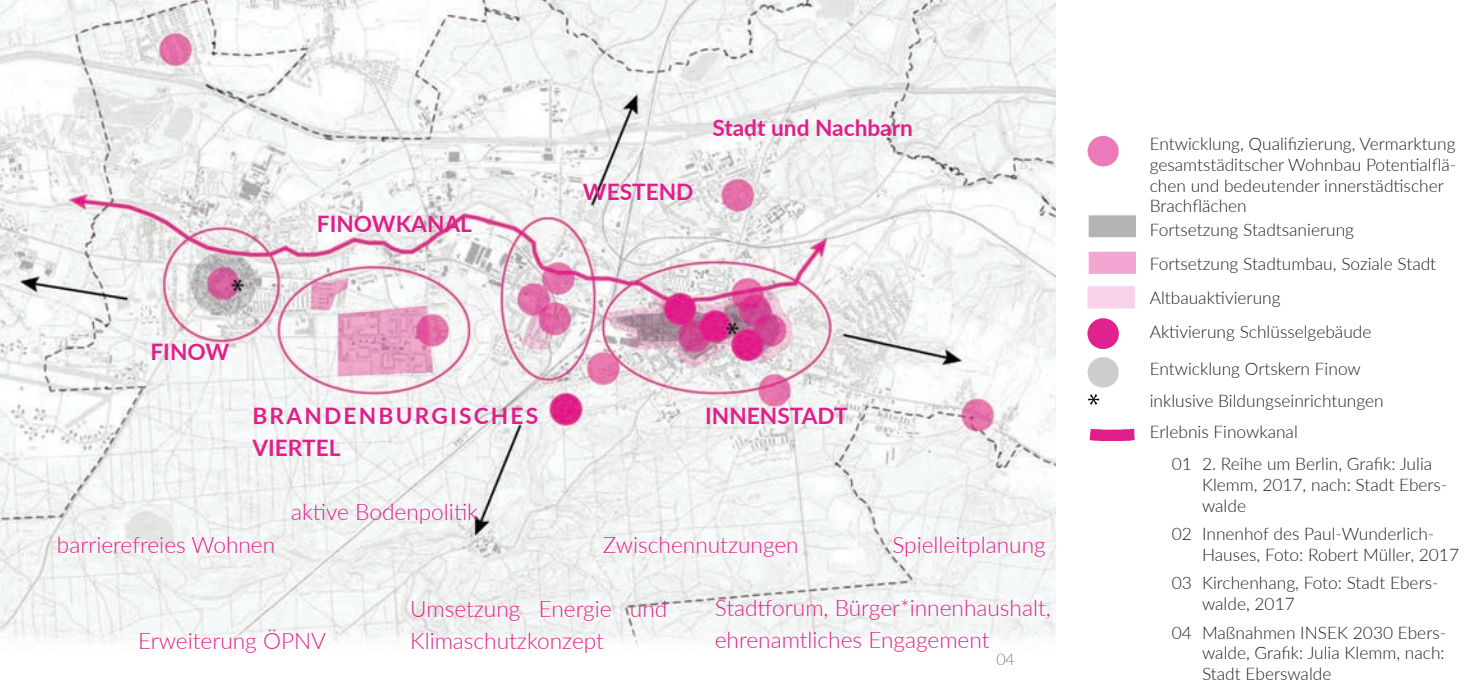 Stadt und Nachbarn
WESTEND
FINOWKANAL
*
*
FINOW
BRANDENBURGISCHES
VIERTEL
INNENSTADT
aktive Bodenpolitik
barrierefreies Wohnen
Zwischennutzungen
Spielleitplanung
Umsetzung Energie und
Klimaschutzkonzept
Stadtforum, Bürger*innenhaushalt,
ehrenamtliches Engagement
Erweiterung ÖPNV
04
Entwicklung, Qualifizierung, Vermarktung
gesamtstäditscher Wohnbau Potentialflä-
chen und bedeutender innerstädtischer
Brachflächen
Fortsetzung Stadtsanierung
Fortsetzung Stadtumbau, Soziale Stadt
Altbauaktivierung
Aktivierung Schlüsselgebäude
Entwicklung Ortskern Finow
* inklusive Bildungseinrichtungen
Erlebnis Finowkanal
01 2. Reihe um Berlin, Grafik: Julia
Klemm, 2017, nach: Stadt Ebers-
walde
02 Innenhof des Paul-Wunderlich-
Hauses, Foto: Robert Müller, 2017
03 Kirchenhang, Foto: Stadt Ebers-
walde, 2017
04 Maßnahmen INSEK 2030 Ebers-
walde, Grafik: Julia Klemm, nach:
Stadt Eberswalde